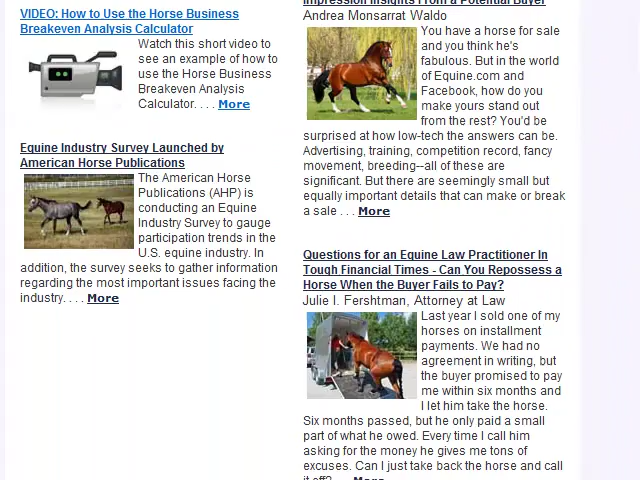 VIDEO: How to Use the Horse Business
Breakeven Analysis Calculator
Watch this short video to
see an example of how to
use the Horse Business
Breakeven Analysis
Calculator. . . . More
Equine Industry Survey Launched by
American Horse Publications
The American Horse
Publications (AHP) is
conducting an Equine
Industry Survey to gauge
participation trends in the
U.S. equine industry. In
addition, the survey seeks to gather information
regarding the most important issues facing the
industry. . . . More
Impression Insights From a Potential Buyer
Andrea Monsarrat Waldo
You have a horse for sale
and you think he's
fabulous. But in the world
of Equine.com and
Facebook, how do you
make yours stand out
from the rest? You'd be
surprised at how low-tech the answers can be.
Advertising, training, competition record, fancy
movement, breeding--all of these are
significant. But there are seemingly small but
equally important details that can make or break
a sale . . . More
Questions for an Equine Law Practitioner In
Tough Financial Times - Can You Repossess a
Horse When the Buyer Fails to Pay?
Julie I. Fershtman, Attorney at Law
Last year I sold one of my
horses on installment
payments. We had no
agreement in writing, but
the buyer promised to pay
me within six months and
I let him take the horse.
Six months passed, but he only paid a small
part of what he owed. Every time I call him
asking for the money he gives me tons of
excuses. Can I just take back the horse and call
it off? . . . More